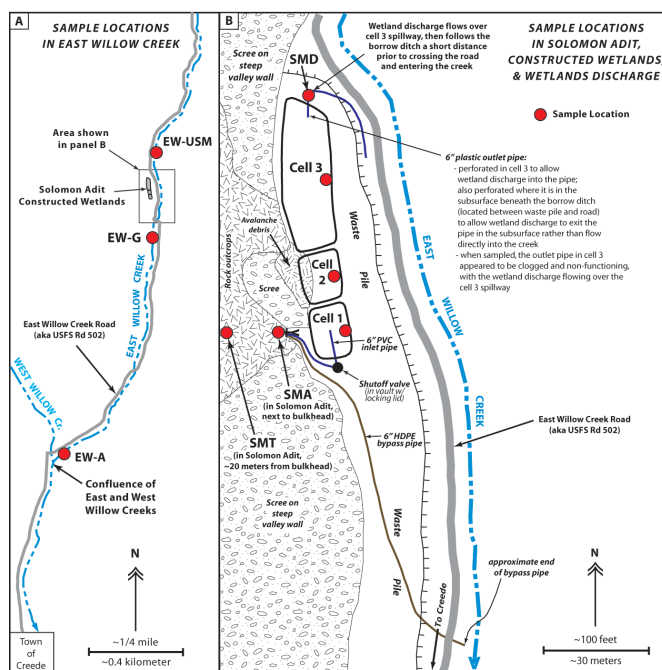 A
SAMPLE LOCATIONS
IN EAST WILLOW CREEK
Area shown
in panel B
EW-USM
Solomon Adit
Constructed Wetlands
EW-G
EAST WILLOW CREEK
East Willow Creek Road
(aka USFS Rd 502)
WEST WILLOW Cr.
EW-A
Confluence of
East and West
Willow Creeks
N
Town
of
Creede
~1/4 mile
~0.4 kilometer
B
Wetland discharge flows over
cell 3 spillway, then follows the
borrow ditch a short distance
prior to crossing the road
and entering the creek
SAMPLE LOCATIONS
IN SOLOMON ADIT,
CONSTRUCTED WETLANDS,
& WETLANDS DISCHARGE
Sample Location
Scree on
steep
valley wall
SMD
6" plastic outlet pipe:
- perforated in cell 3 to allow
wetland discharge into the pipe;
also perforated where it is in the
subsurface beneath the borrow ditch
(located between waste pile and road)
to allow wetland discharge to exit the
pipe in the subsurface rather than flow
directly into the creek
- when sampled, the outlet pipe in cell 3
appeared to be clogged and non-functioning,
with the wetland discharge flowing over the
cell 3 spillway
Cell 3
Waste
Pile
EAST
WILLOW
CREEK
Avalanche
debris
Rock outcrops
Cell
2
Scree
Cell 1
6" PVC
inlet pipe
SMA
(in Solomon Adit,
next to bulkhead)
Shutoff valve
(in vault w/
locking lid)
SMT
(in Solomon Adit,
~20 meters from bulkhead)
6" HDPE
bypass pipe
East Willow Creek Road
(aka USFS Rd 502)
Scree on
steep
valley wall
Waste
Pile
To Creede
approximate end
of bypass pipe
N
~100 feet
~30 meters